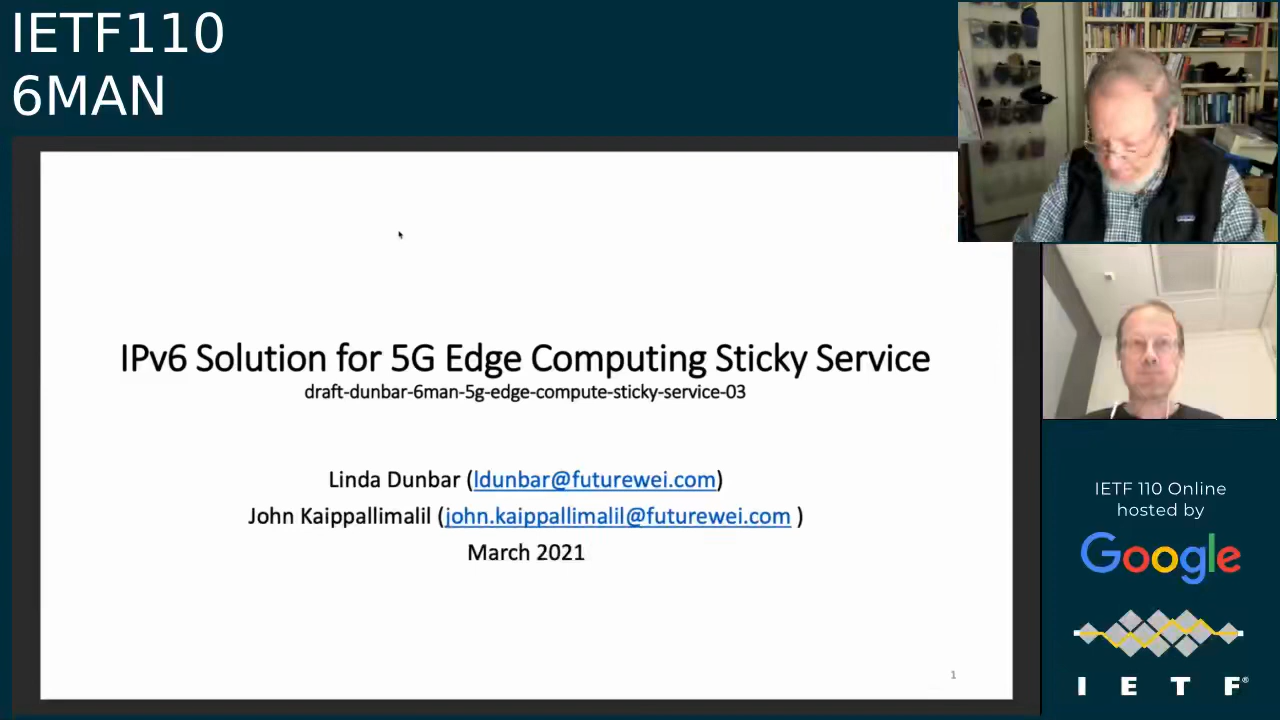 IETF110
6MAN
IPv6 Solution for 5G Edge Computing Sticky Service
draft-dunbar-6man-5g-edge-compute-sticky-service-03
Linda Dunbar (ldunbar@futurewei.com)
John Kaippallimalil (john.kaippallimalil@futurewei.com )
March 2021
1
IETF 110 Online
hosted by
Google
I E T F®